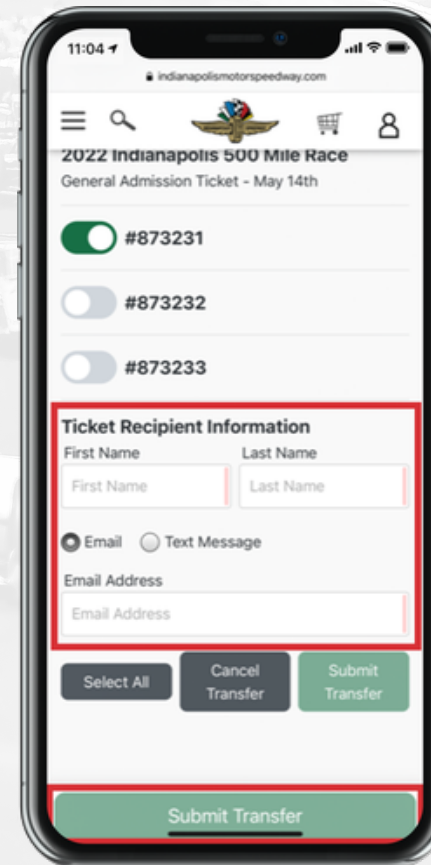 11:04
indianapolismotorspeedway.com
2022 Indianapolis 500 Mile Race
General Admission Ticket - May 14th
#873231
#873232
#873233
Ticket Recipient Information
First Name Last Name
First Name Last Name
Email Text Message
Email Address
Email Address
Select All Cancel Transfer Submit Transfer
Submit Transfer